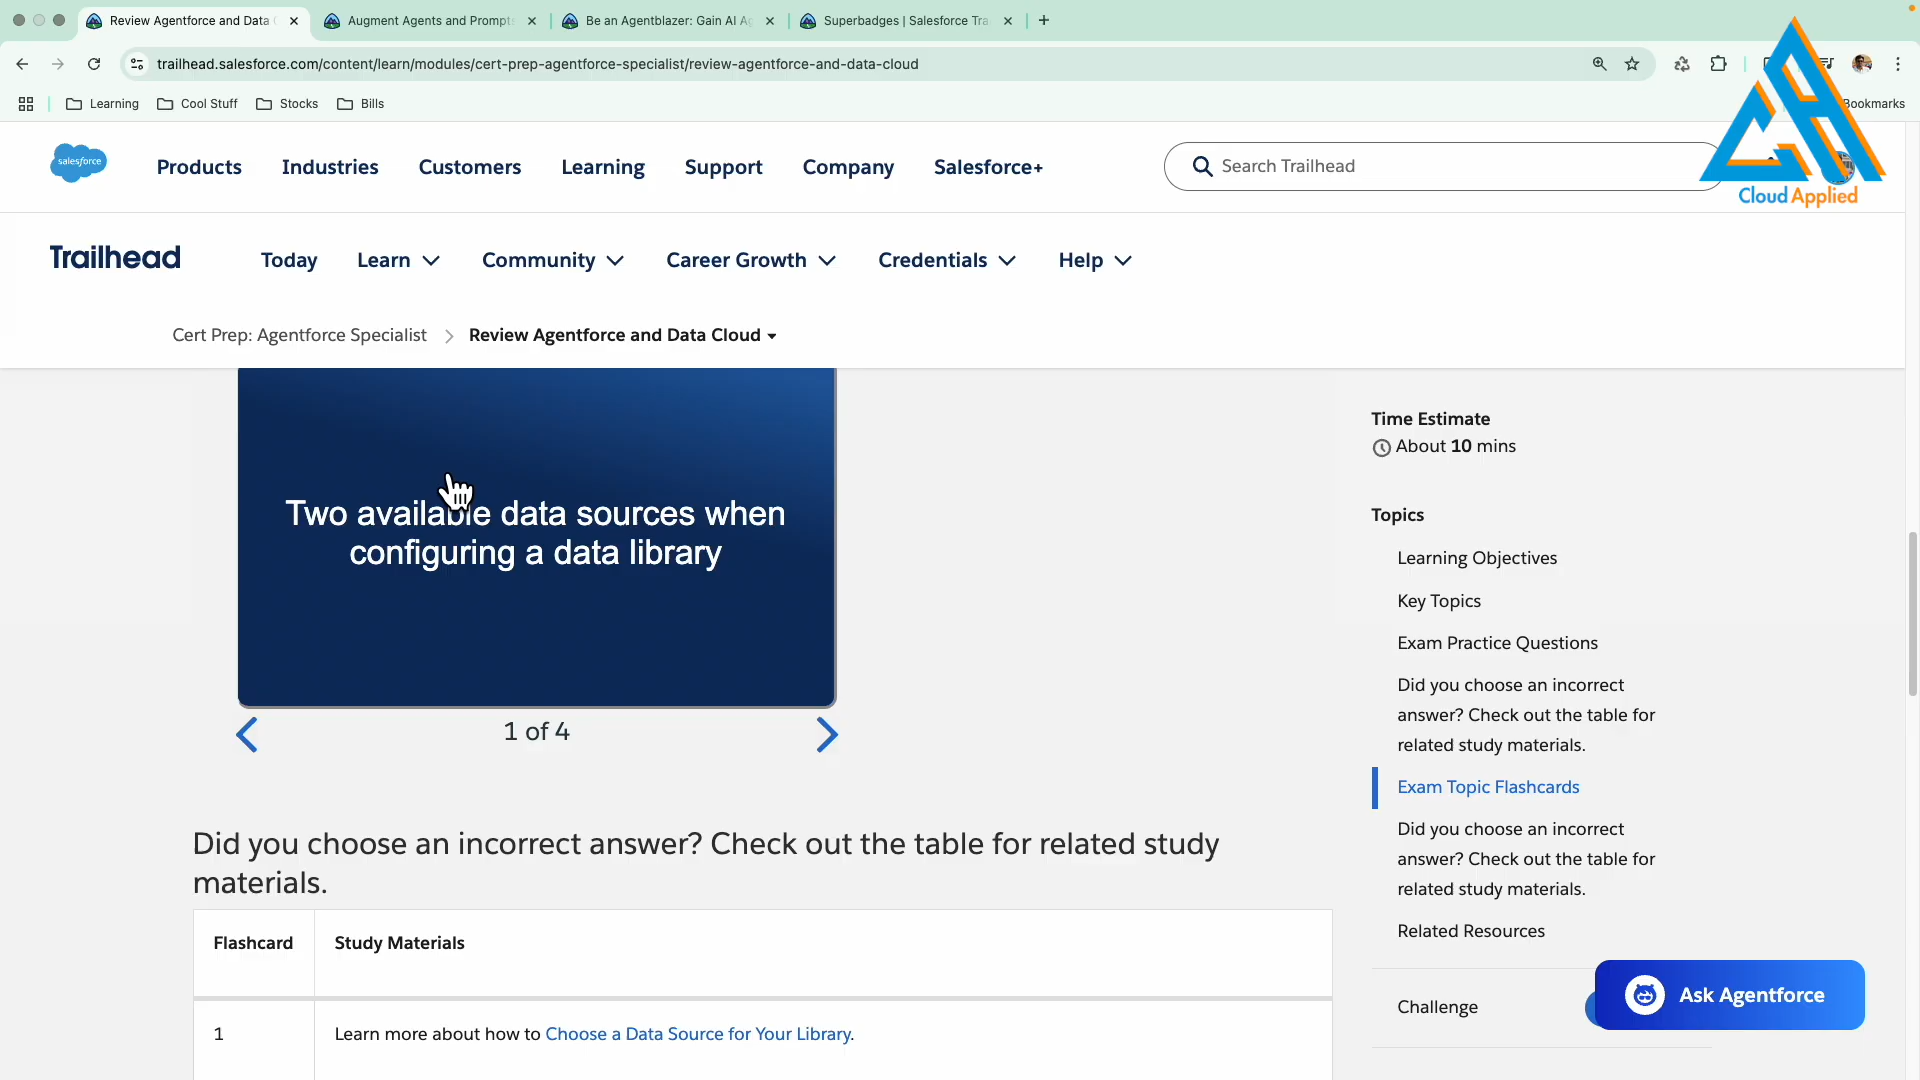 Review Agentforce and Data C
Augment Agents and Prompt
Be an Agentblazer: Gain AI Ag
Superbadges | Salesforce Tra
trailhead.salesforce.com/content/learn/modules/cert-prep-agentforce-specialist/review-agentforce-and-data-cloud
Learning
Cool Stuff
Stocks
Bills
Bookmarks
salesforce
Products
Industries
Customers
Learning
Support
Company
Salesforce+
Search Trailhead
Cloud Applied
Trailhead
Today
Learn
Community
Career Growth
Credentials
Help
Cert Prep: Agentforce Specialist
Review Agentforce and Data Cloud
Two available data sources when
configuring a data library
1 of 4
Did you choose an incorrect answer? Check out the table for related study
materials.
Flashcard
Study Materials
1
Learn more about how to Choose a Data Source for Your Library.
Time Estimate
About 10 mins
Topics
Learning Objectives
Key Topics
Exam Practice Questions
Did you choose an incorrect
answer? Check out the table for
related study materials.
Exam Topic Flashcards
Did you choose an incorrect
answer? Check out the table for
related study materials.
Related Resources
Challenge
Ask Agentforce